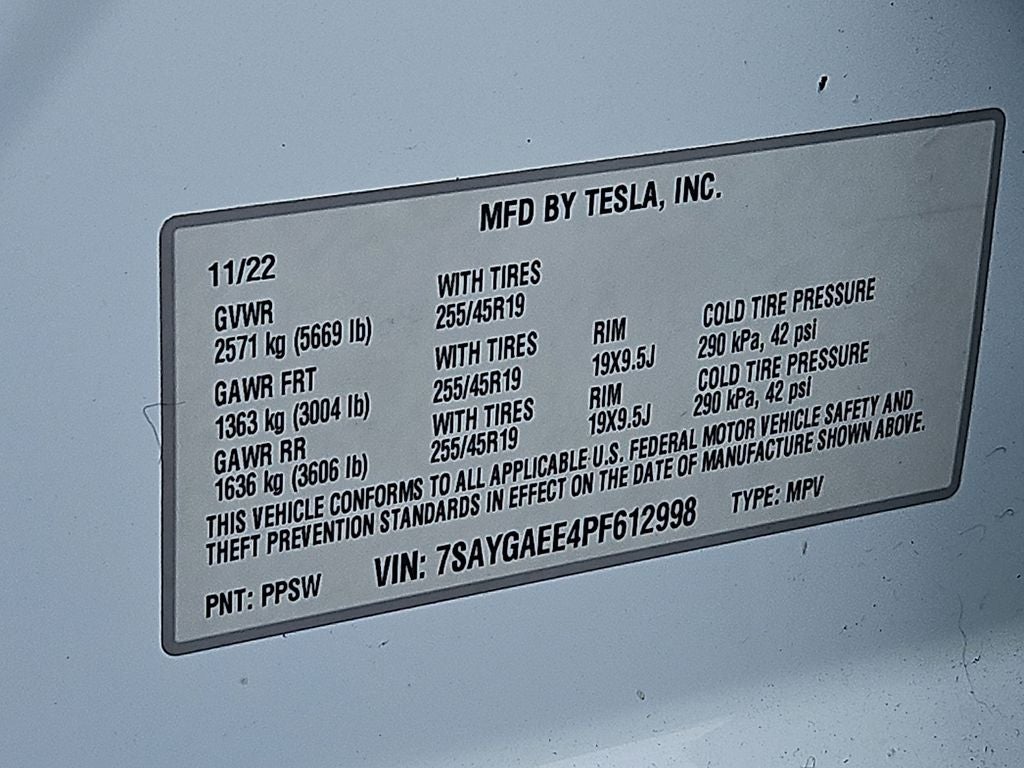 MFD BY TESLA, INC.
11/22
GVWR WITH TIRES
2571 kg (5669 lb) 255/45R19
GAWR FRT WITH TIRES RIM COLD TIRE PRESSURE
1363 kg (3004 lb) 255/45R19 19X9.5J 290 kPa, 42 psi
GAWR RR WITH TIRES RIM COLD TIRE PRESSURE
1636 kg (3606 lb) 255/45R19 19X9.5J 290 kPa, 42 psi
THIS VEHICLE CONFORMS TO ALL APPLICABLE U.S. FEDERAL MOTOR VEHICLE SAFETY AND
THEFT PREVENTION STANDARDS IN EFFECT ON THE DATE OF MANUFACTURE SHOWN ABOVE.
PNT: PPSW VIN: 7SAYGAEE4PF612998 TYPE: MPV